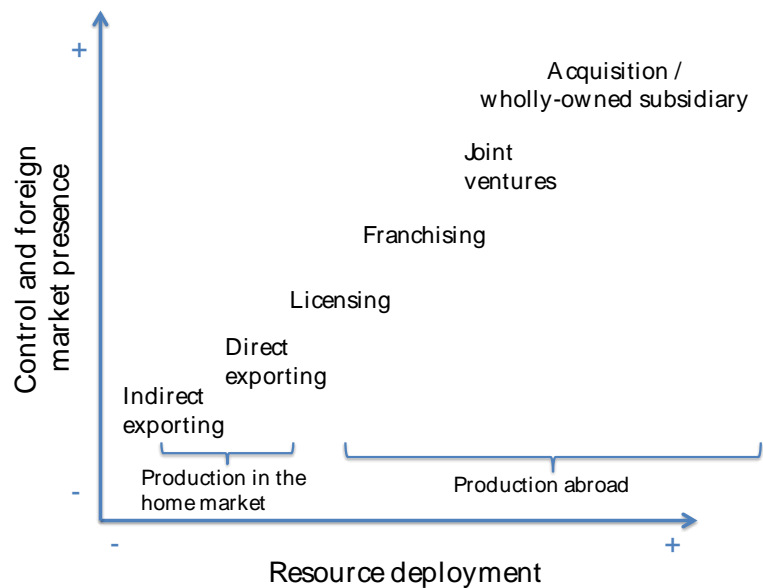 +
Acquisition /
wholly-owned subsidiary
Joint
ventures
Control and foreign
market presence
Franchising
Licensing
Direct
exporting
Indirect
exporting
Production in the
home market
Production abroad
-
-
+
Resource deployment